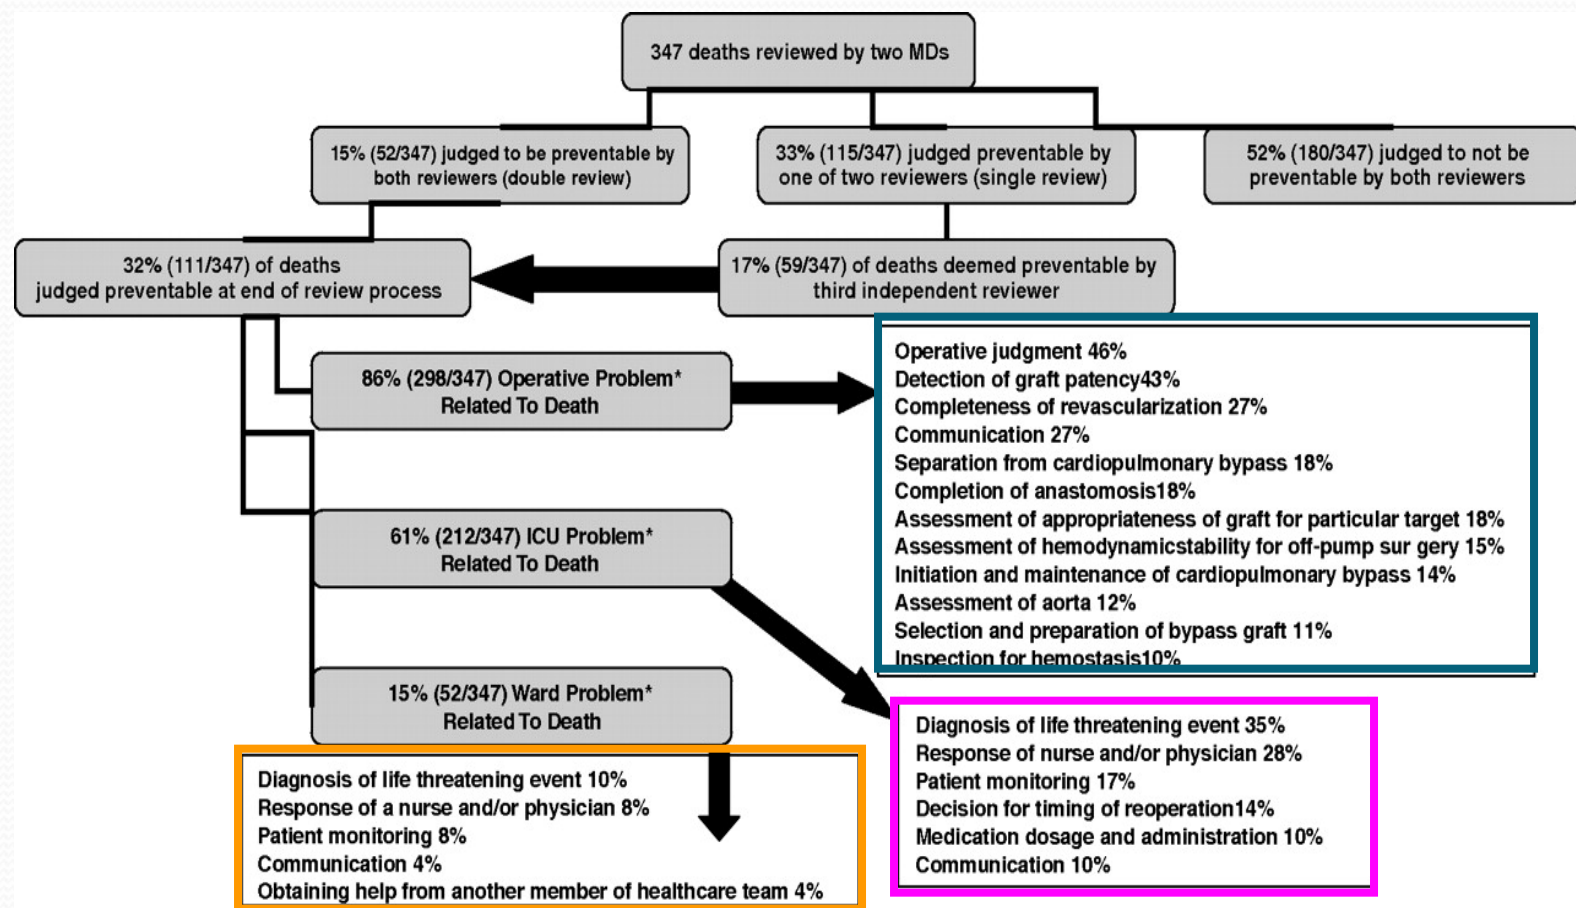 347 deaths reviewed by two MDs
15% (52/347) judged to be preventable by
both reviewers (double review)
33% (115/347) judged preventable by
one of two reviewers (single review)
52% (180/347) judged to not be
preventable by both reviewers
32% (111/347) of deaths
judged preventable at end of review process
17% (59/347) of deaths deemed preventable by
third independent reviewer
86% (298/347) Operative Problem*
Related To Death
Operative judgment 46%
Detection of graft patency43%
Completeness of revascularization 27%
Communication 27%
Separation from cardiopulmonary bypass 18%
Completion of anastomosis18%
Assessment of appropriateness of graft for particular target 18%
Assessment of hemodynamicstability for off-pump sur gery 15%
Initiation and maintenance of cardiopulmonary bypass 14%
Assessment of aorta 12%
Selection and preparation of bypass graft 11%
Inspection for hemostasis10%
61% (212/347) ICU Problem*
Related To Death
15% (52/347) Ward Problem*
Related To Death
Diagnosis of life threatening event 35%
Response of nurse and/or physician 28%
Patient monitoring 17%
Decision for timing of reoperation14%
Medication dosage and administration 10%
Communication 10%
Diagnosis of life threatening event 10%
Response of a nurse and/or physician 8%
Patient monitoring 8%
Communication 4%
Obtaining help from another member of healthcare team 4%